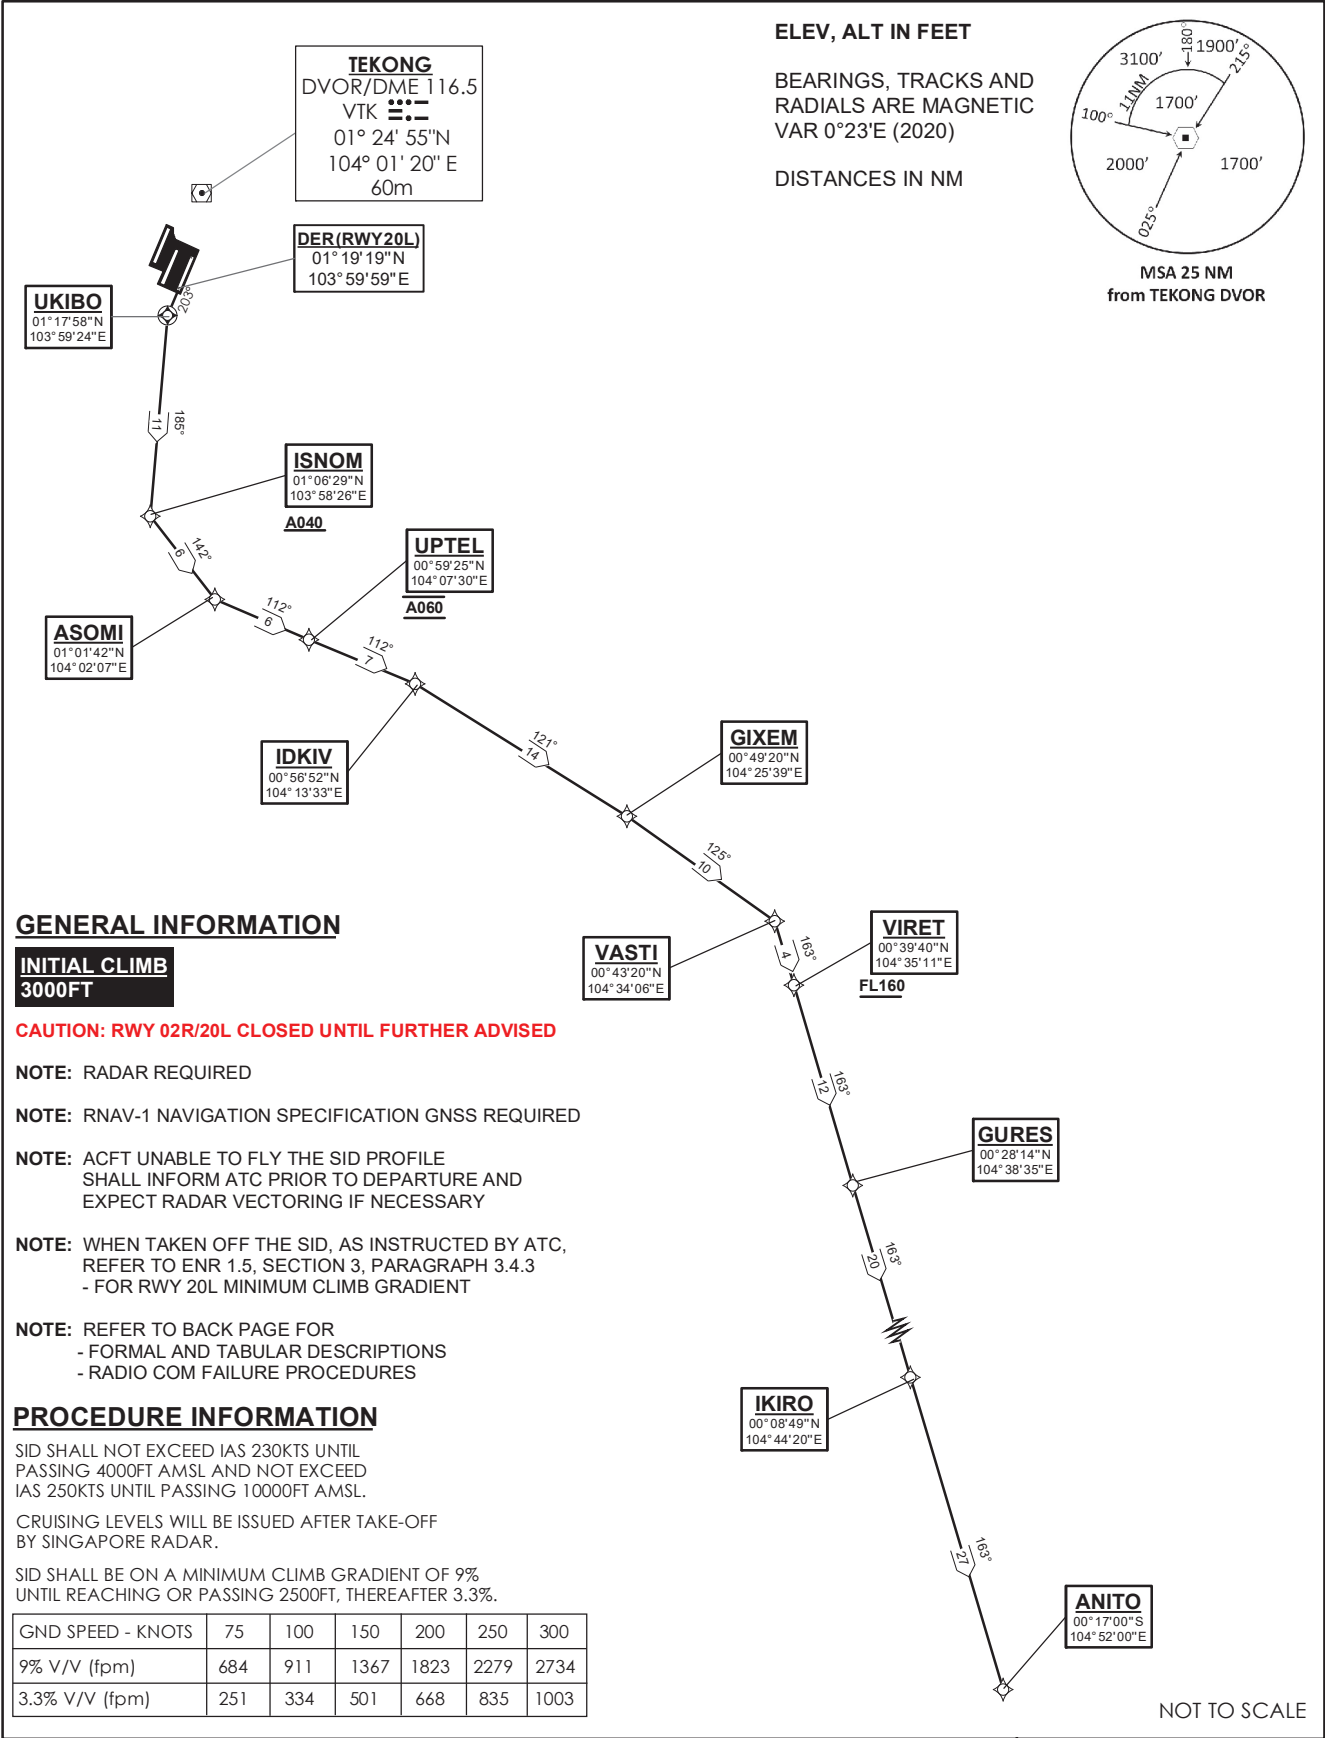 ELEV, ALT IN FEET
BEARINGS, TRACKS AND
RADIALS ARE MAGNETIC
VAR 0°23'E (2020)
DISTANCES IN NM
3100'
180°
1900'
215°
11NM
1700'
100°
2000'
1700'
025°
MSA 25 NM
from TEKONG DVOR
TEKONG
DVOR/DME 116.5
VTK
01° 24' 55"N
104° 01' 20" E
60m
DER(RWY20L)
01°19'19"N
103°59'59"E
203°
UKIBO
01°17'58"N
103°59'24"E
11
185°
ISNOM
01°06'29"N
103°58'26"E
A040
6
142°
UPTEL
00°59'25"N
104°07'30"E
A060
ASOMI
01°01'42"N
104°02'07"E
112°
6
112°
7
IDKIV
00°56'52"N
104°13'33"E
121°
14
GIXEM
00°49'20"N
104°25'39"E
125°
10
VASTI
00°43'20"N
104°34'06"E
4
163°
VIRET
00°39'40"N
104°35'11"E
FL160
12
163°
GURES
00°28'14"N
104°38'35"E
20
163°
IKIRO
00°08'49"N
104°44'20"E
27
163°
ANITO
00°17'00"S
104°52'00"E
GENERAL INFORMATION
INITIAL CLIMB
3000FT
CAUTION: RWY 02R/20L CLOSED UNTIL FURTHER ADVISED
NOTE: RADAR REQUIRED
NOTE: RNAV-1 NAVIGATION SPECIFICATION GNSS REQUIRED
NOTE: ACFT UNABLE TO FLY THE SID PROFILE
SHALL INFORM ATC PRIOR TO DEPARTURE AND
EXPECT RADAR VECTORING IF NECESSARY
NOTE: WHEN TAKEN OFF THE SID, AS INSTRUCTED BY ATC,
REFER TO ENR 1.5, SECTION 3, PARAGRAPH 3.4.3
- FOR RWY 20L MINIMUM CLIMB GRADIENT
NOTE: REFER TO BACK PAGE FOR
- FORMAL AND TABULAR DESCRIPTIONS
- RADIO COM FAILURE PROCEDURES
PROCEDURE INFORMATION
SID SHALL NOT EXCEED IAS 230KTS UNTIL
PASSING 4000FT AMSL AND NOT EXCEED
IAS 250KTS UNTIL PASSING 10000FT AMSL.
CRUISING LEVELS WILL BE ISSUED AFTER TAKE-OFF
BY SINGAPORE RADAR.
SID SHALL BE ON A MINIMUM CLIMB GRADIENT OF 9%
UNTIL REACHING OR PASSING 2500FT, THEREAFTER 3.3%.
GND SPEED - KNOTS 75 100 150 200 250 300
9% V/V (fpm) 684 911 1367 1823 2279 2734
3.3% V/V (fpm) 251 334 501 668 835 1003
NOT TO SCALE